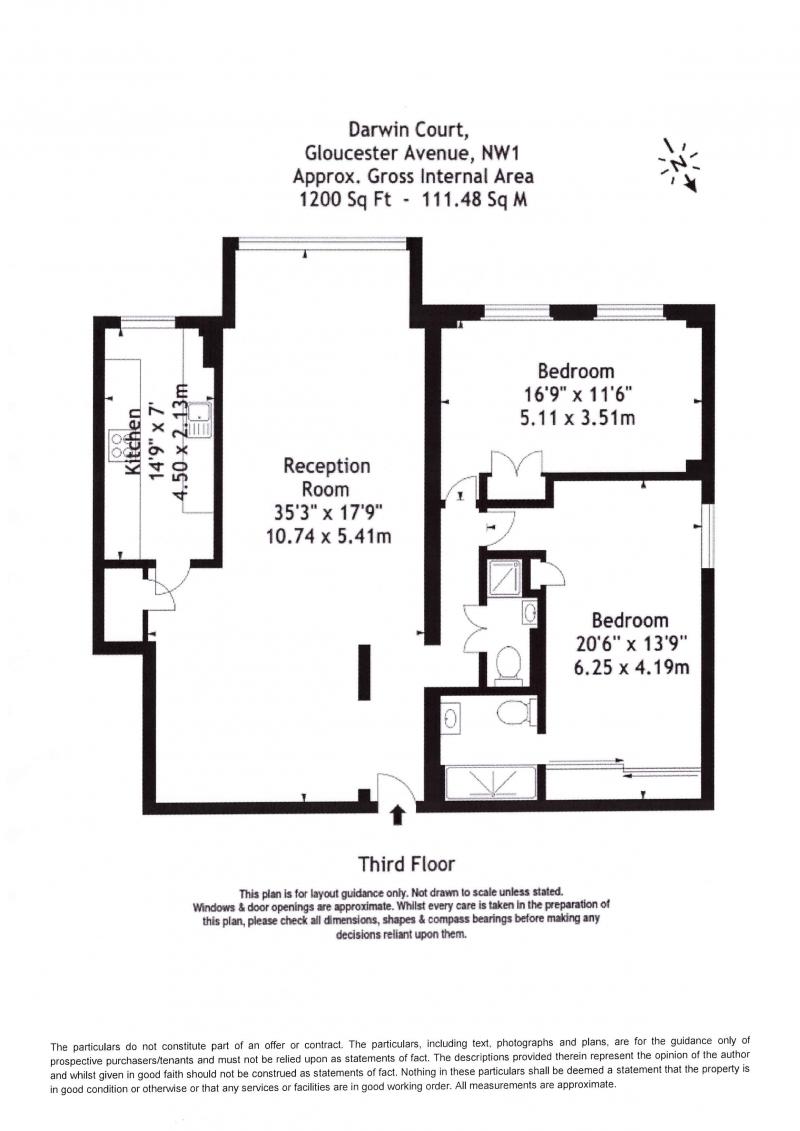 Darwin Court,
Gloucester Avenue, NW1
Approx. Gross Internal Area
1200 Sq Ft - 111.48 Sq M
N
Kitchen
14'9" x 7'
4.50 x 2.13m
Reception
Room
35'3" x 17'9"
10.74 x 5.41m
Bedroom
16'9" x 11'6"
5.11 x 3.51m
Bedroom
20'6" x 13'9"
6.25 x 4.19m
Third Floor
This plan is for layout guidance only. Not drawn to scale unless stated.
Windows & door openings are approximate. Whilst every care is taken in the preparation of
this plan, please check all dimensions, shapes & compass bearings before making any
decisions reliant upon them.
The particulars do not constitute part of an offer or contract. The particulars, including text, photographs and plans, are for the guidance only of
prospective purchasers/tenants and must not be relied upon as statements of fact. The descriptions provided therein represent the opinion of the author
and whilst given in good faith should not be construed as statements of fact. Nothing in these particulars shall be deemed a statement that the property is
in good condition or otherwise or that any services or facilities are in good working order. All measurements are approximate.